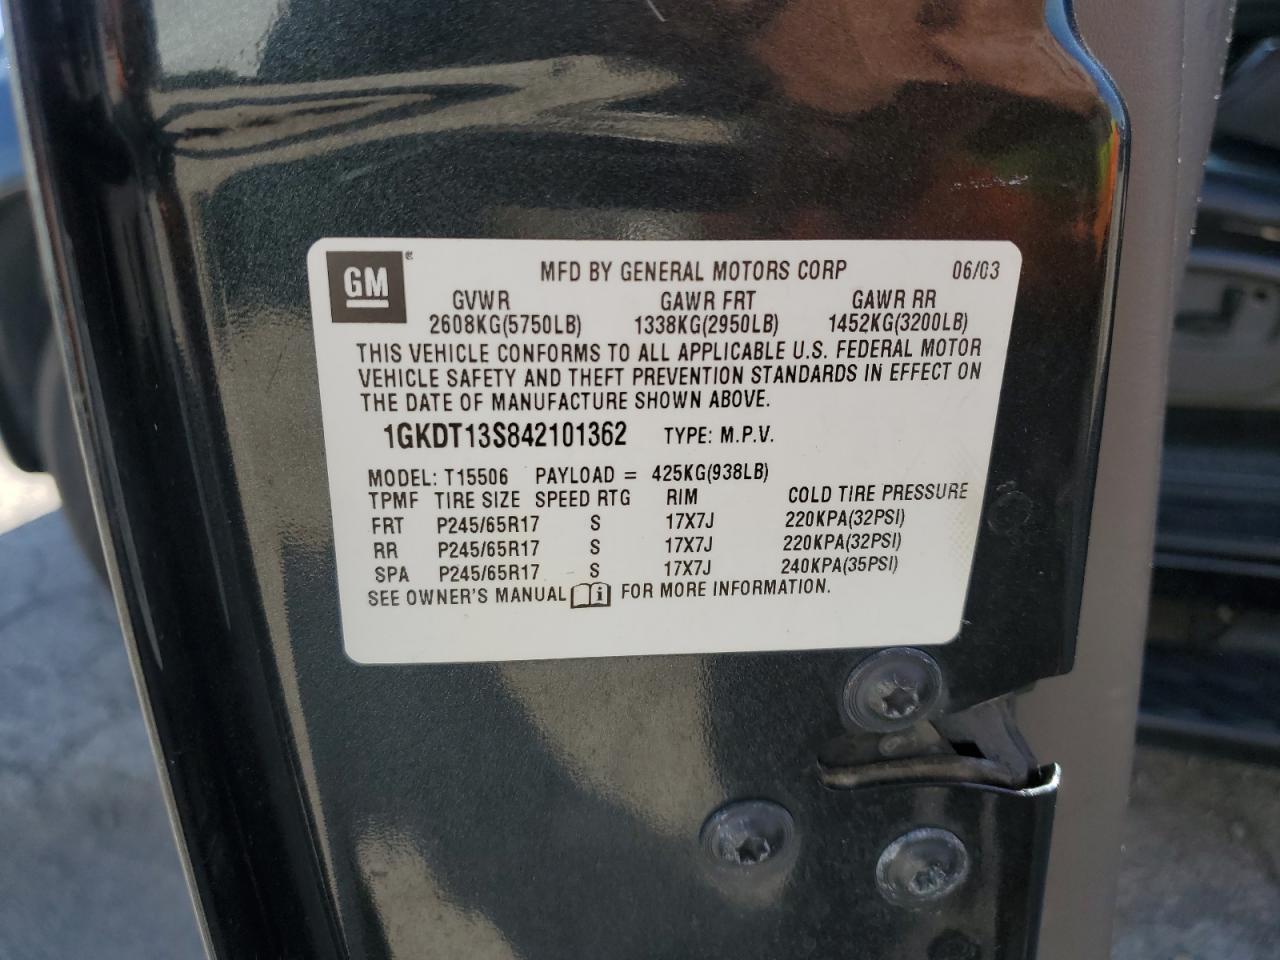 GM® MFD BY GENERAL MOTORS CORP 06/03
GVWR GAWR FRT GAWR RR
2608KG(5750LB) 1338KG(2950LB) 1452KG(3200LB)
THIS VEHICLE CONFORMS TO ALL APPLICABLE U.S. FEDERAL MOTOR
VEHICLE SAFETY AND THEFT PREVENTION STANDARDS IN EFFECT ON
THE DATE OF MANUFACTURE SHOWN ABOVE.
1GKDT13S842101362 TYPE: M.P.V.
MODEL: T15506 PAYLOAD = 425KG(938LB)
TPMF TIRE SIZE SPEED RTG RIM COLD TIRE PRESSURE
FRT P245/65R17 S 17X7J 220KPA(32PSI)
RR P245/65R17 S 17X7J 220KPA(32PSI)
SPA P245/65R17 S 17X7J 240KPA(35PSI)
SEE OWNER'S MANUAL i FOR MORE INFORMATION.